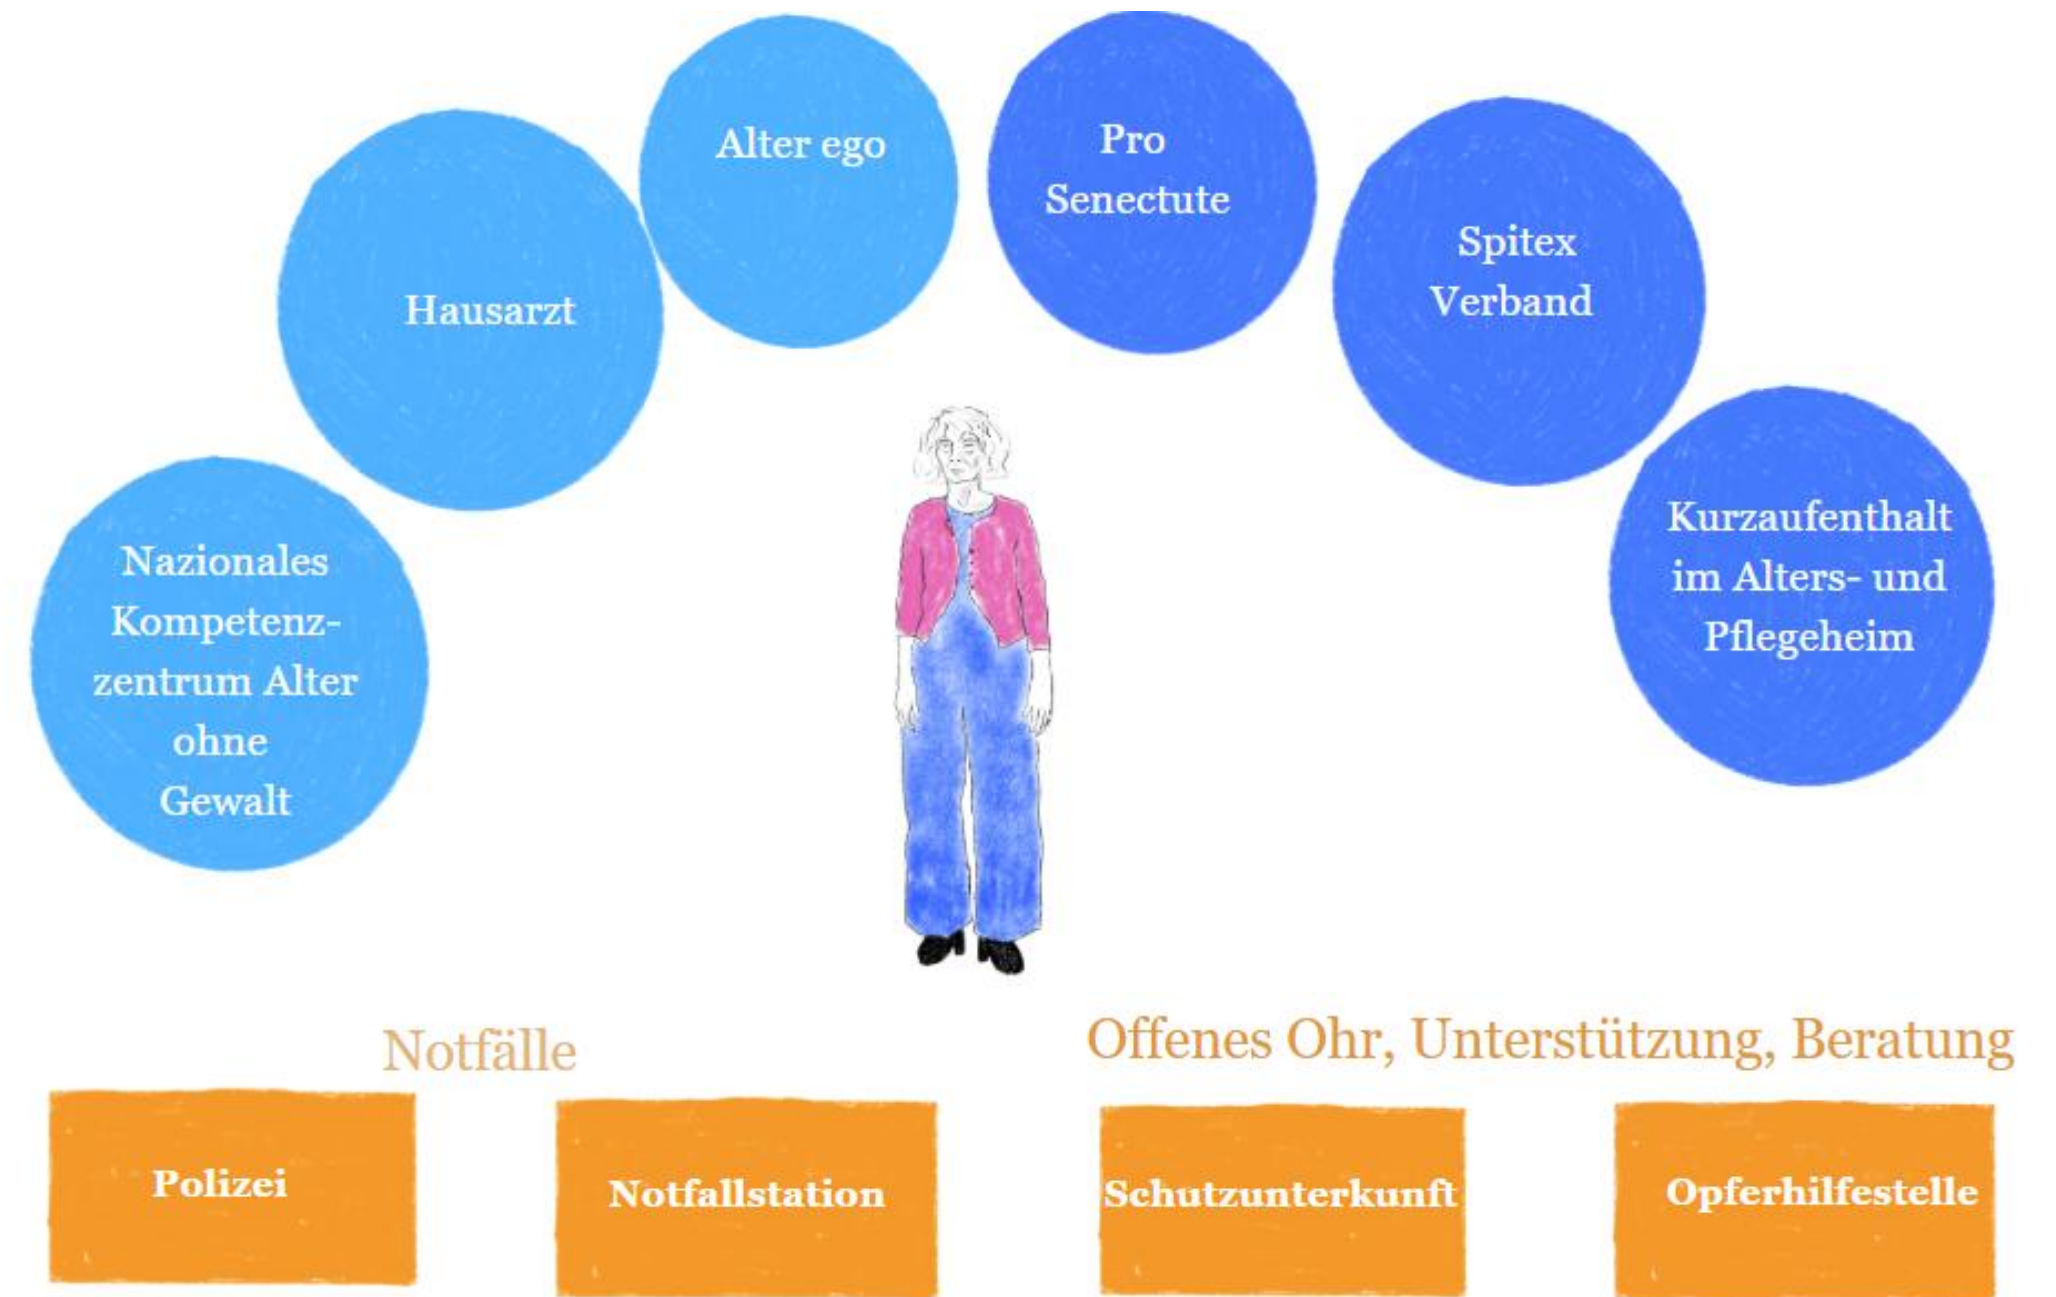 Alter ego
Pro
Senectute
Spitex
Verband
Hausarzt
Kurzaufenthalt
im Alters- und
Pflegeheim
Nazionales
Kompetenz-
zentrum Alter
ohne
Gewalt
Notfälle
Offenes Ohr, Unterstützung, Beratung
Polizei
Notfallstation
Schutzunterkunft
Opferhilfestelle